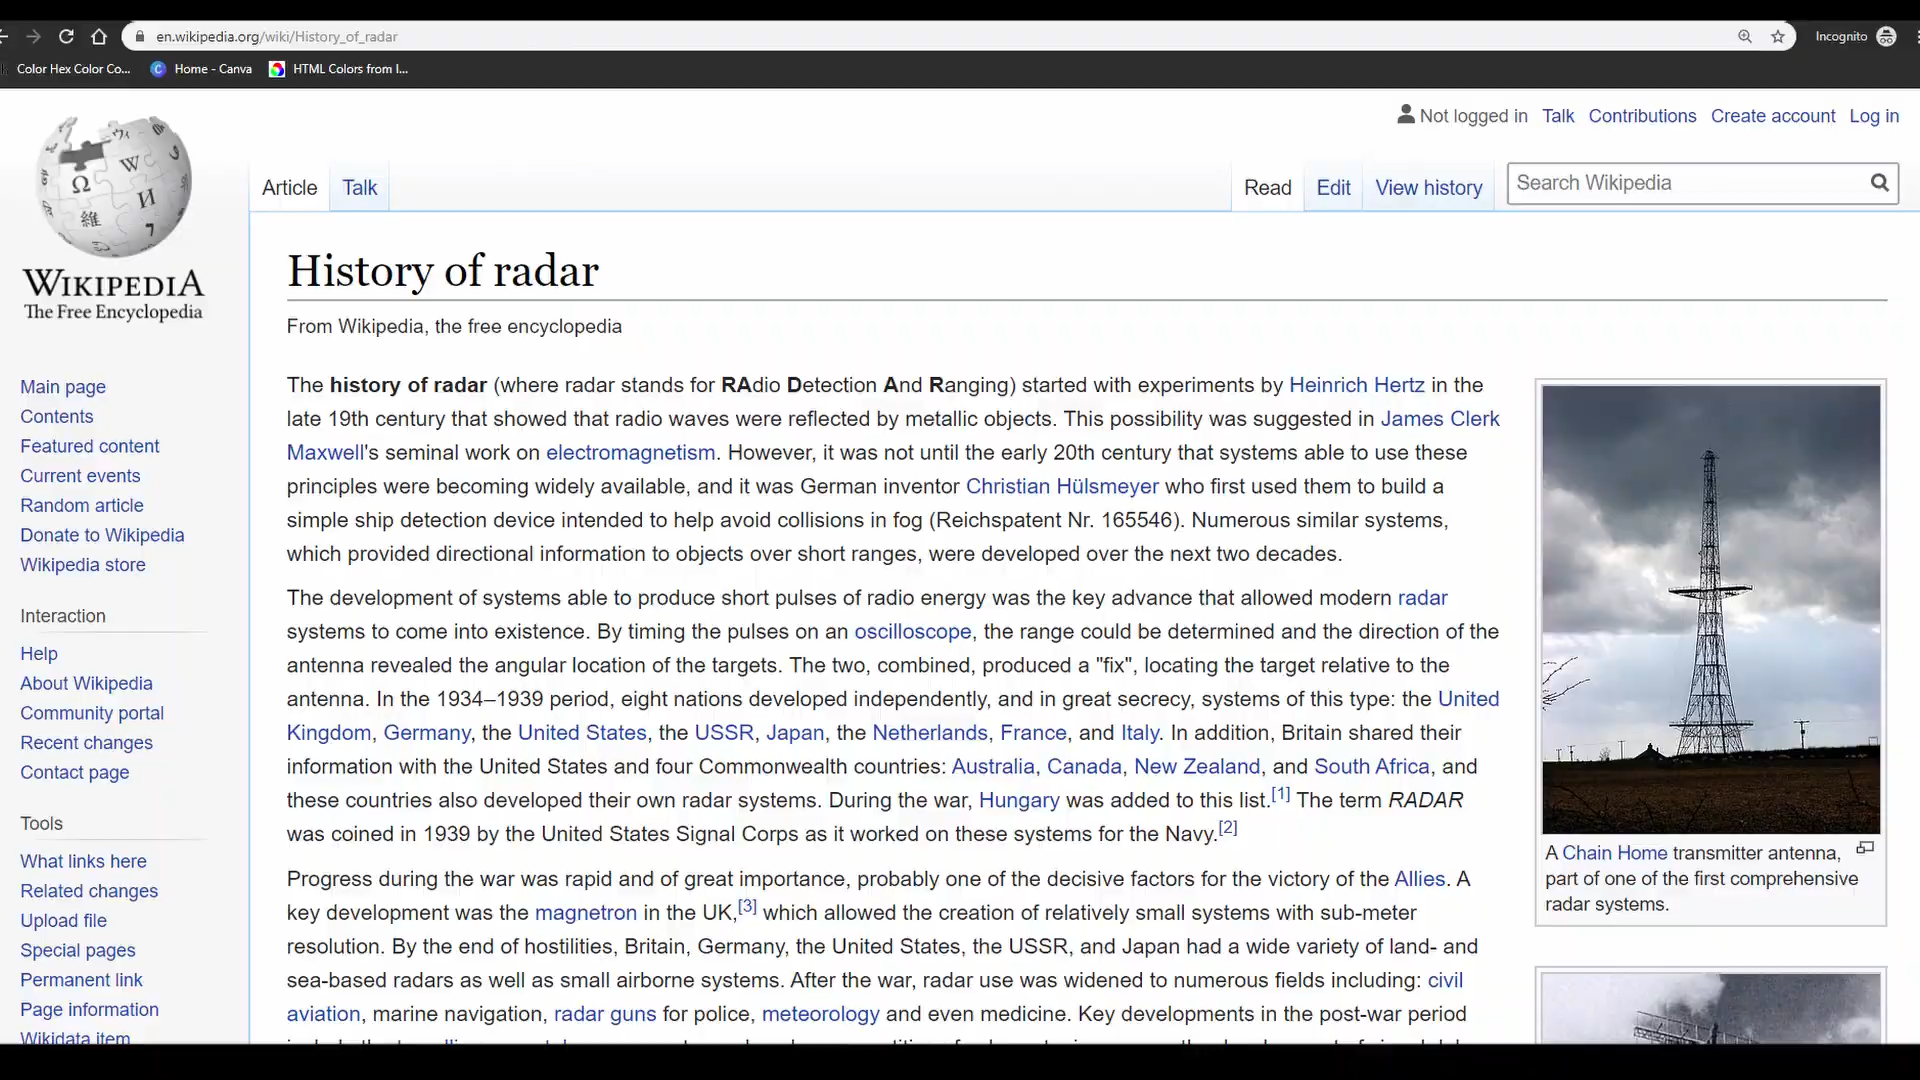 en.wikipedia.org/wiki/History_of_radar
Incognito
Color Hex Color Co...
Home - Canva
HTML Colors from I...
Not logged in Talk Contributions Create account Log in
Article Talk
Read Edit View history
Search Wikipedia
WIKIPEDIA
The Free Encyclopedia
Main page
Contents
Featured content
Current events
Random article
Donate to Wikipedia
Wikipedia store
Interaction
Help
About Wikipedia
Community portal
Recent changes
Contact page
Tools
What links here
Related changes
Upload file
Special pages
Permanent link
Page information
Wikidata item
History of radar
From Wikipedia, the free encyclopedia
The history of radar (where radar stands for RAdio Detection And Ranging) started with experiments by Heinrich Hertz in the
late 19th century that showed that radio waves were reflected by metallic objects. This possibility was suggested in James Clerk
Maxwell's seminal work on electromagnetism. However, it was not until the early 20th century that systems able to use these
principles were becoming widely available, and it was German inventor Christian Hülsmeyer who first used them to build a
simple ship detection device intended to help avoid collisions in fog (Reichspatent Nr. 165546). Numerous similar systems,
which provided directional information to objects over short ranges, were developed over the next two decades.
The development of systems able to produce short pulses of radio energy was the key advance that allowed modern radar
systems to come into existence. By timing the pulses on an oscilloscope, the range could be determined and the direction of the
antenna revealed the angular location of the targets. The two, combined, produced a "fix", locating the target relative to the
antenna. In the 1934–1939 period, eight nations developed independently, and in great secrecy, systems of this type: the United
Kingdom, Germany, the United States, the USSR, Japan, the Netherlands, France, and Italy. In addition, Britain shared their
information with the United States and four Commonwealth countries: Australia, Canada, New Zealand, and South Africa, and
these countries also developed their own radar systems. During the war, Hungary was added to this list.[1] The term RADAR
was coined in 1939 by the United States Signal Corps as it worked on these systems for the Navy.[2]
Progress during the war was rapid and of great importance, probably one of the decisive factors for the victory of the Allies. A
key development was the magnetron in the UK,[3] which allowed the creation of relatively small systems with sub-meter
resolution. By the end of hostilities, Britain, Germany, the United States, the USSR, and Japan had a wide variety of land- and
sea-based radars as well as small airborne systems. After the war, radar use was widened to numerous fields including: civil
aviation, marine navigation, radar guns for police, meteorology and even medicine. Key developments in the post-war period
A Chain Home transmitter antenna,
part of one of the first comprehensive
radar systems.